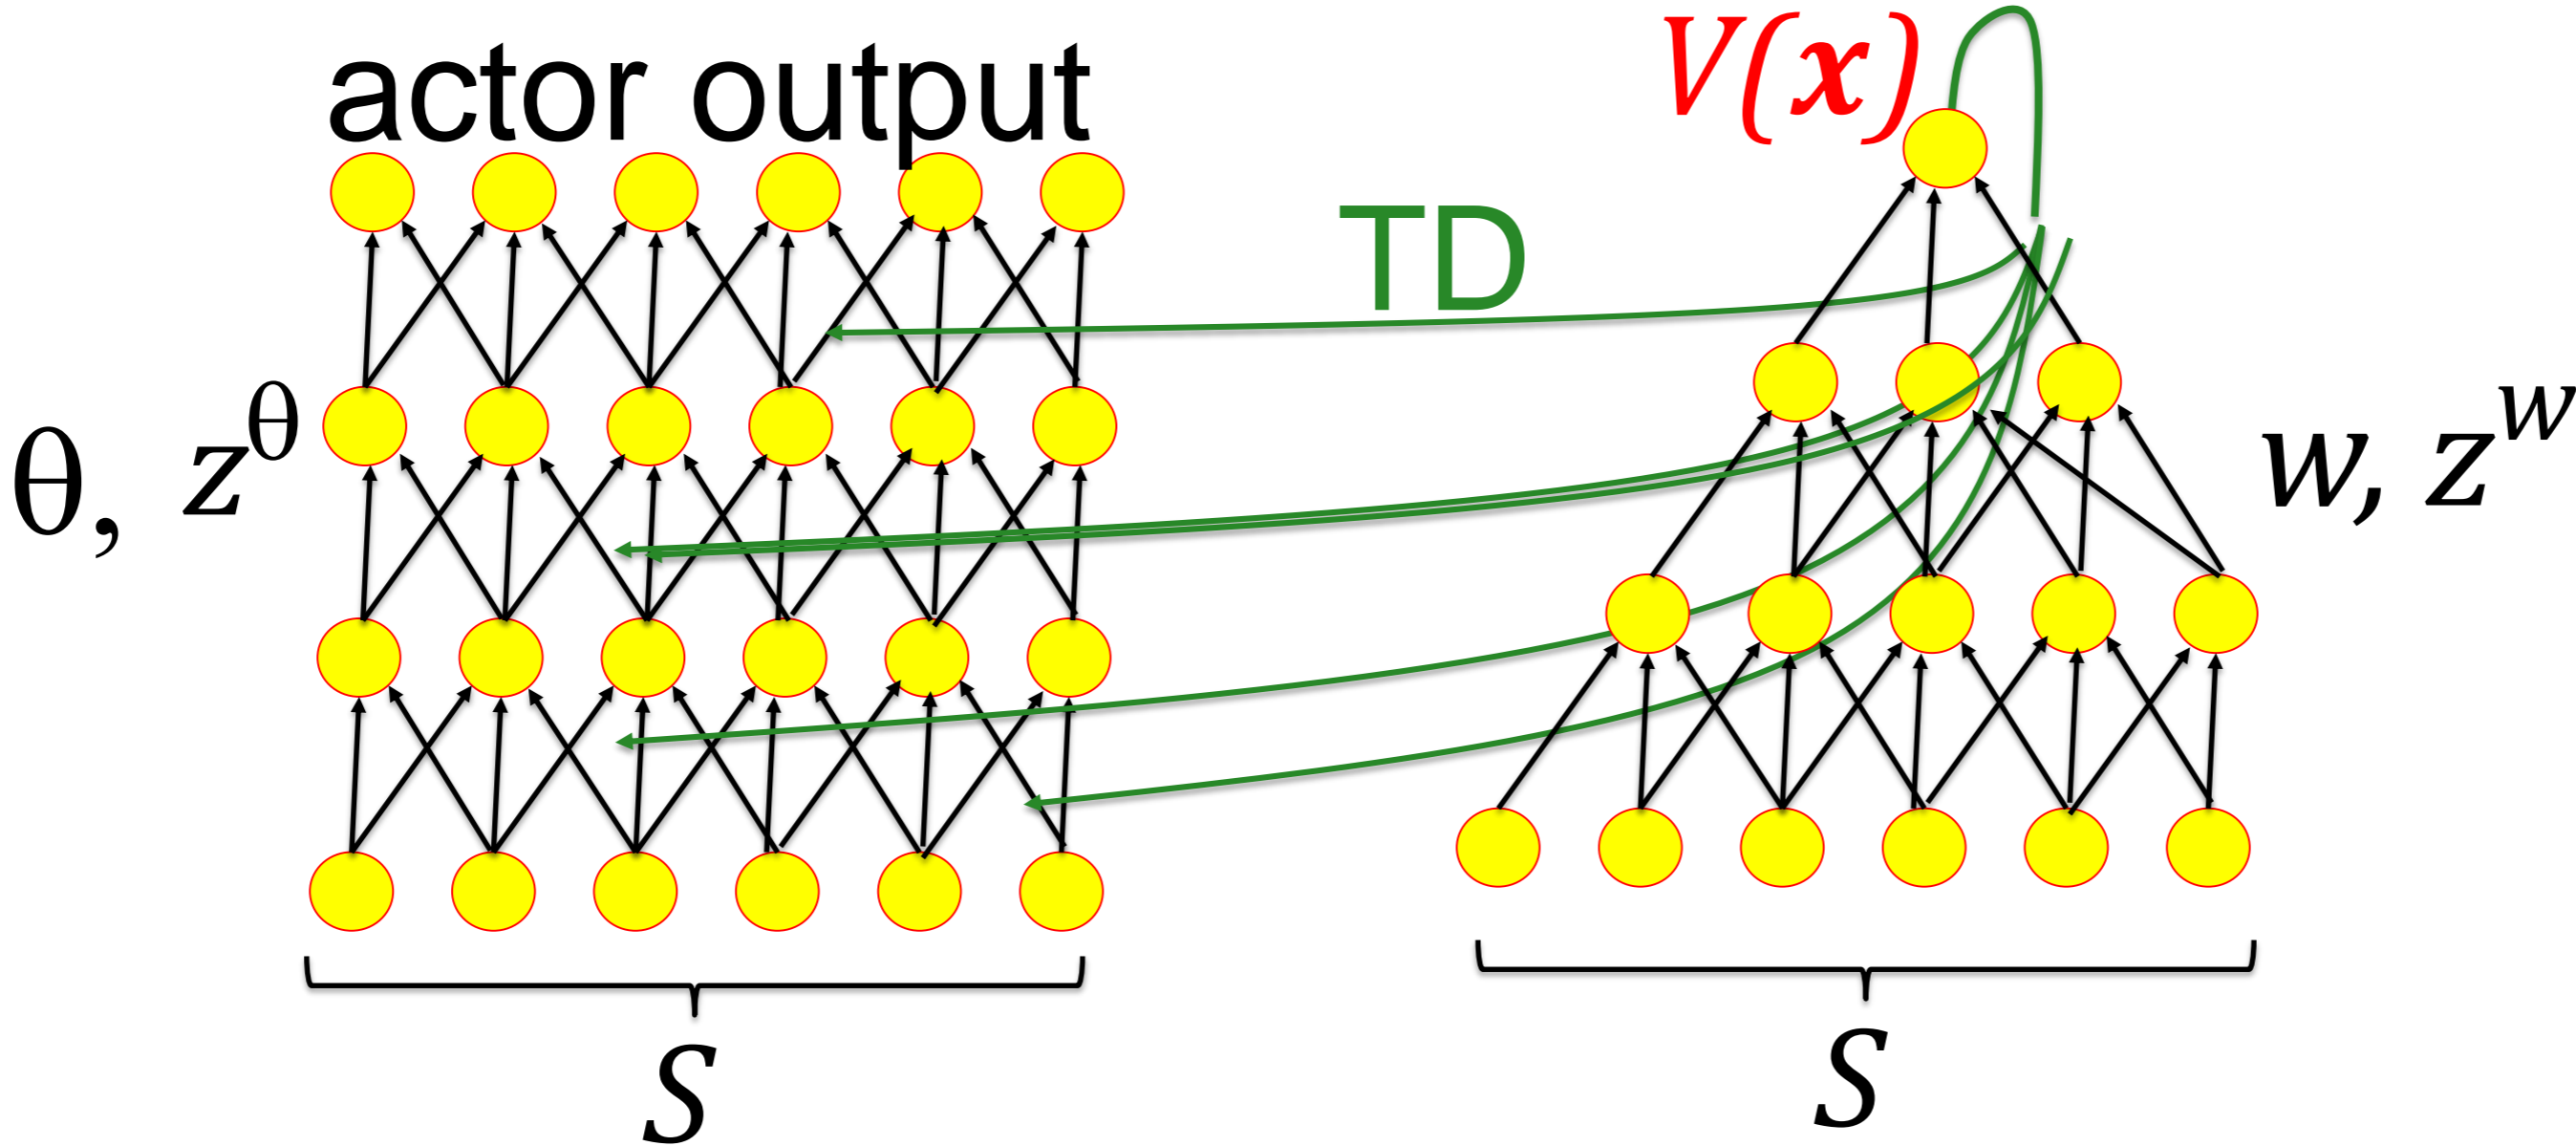 actor output
V(x)
TD
θ, z^θ
w, z^w
S
S